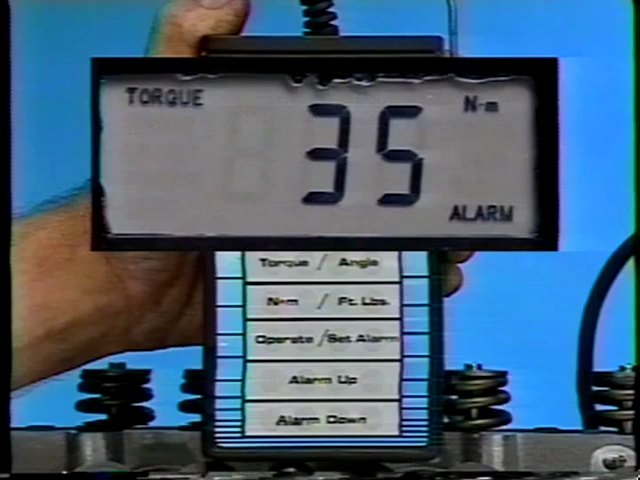 TORQUE 35 N-m
ALARM
Torque / Angle
N-m / Ft. Lbs.
Operate / Set Alarm
Alarm Up
Alarm Down